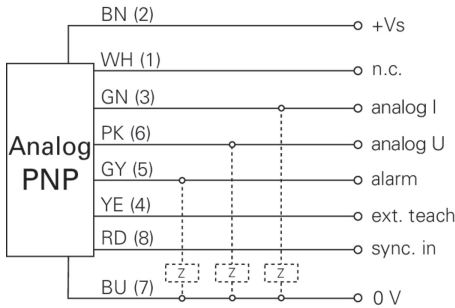 BN (2) +Vs
WH (1) n.c.
GN (3) analog I
PK (6) analog U
Analog
PNP
GY (5) alarm
YE (4) ext. teach
RD (8) sync. in
Z Z Z
BU (7) 0 V